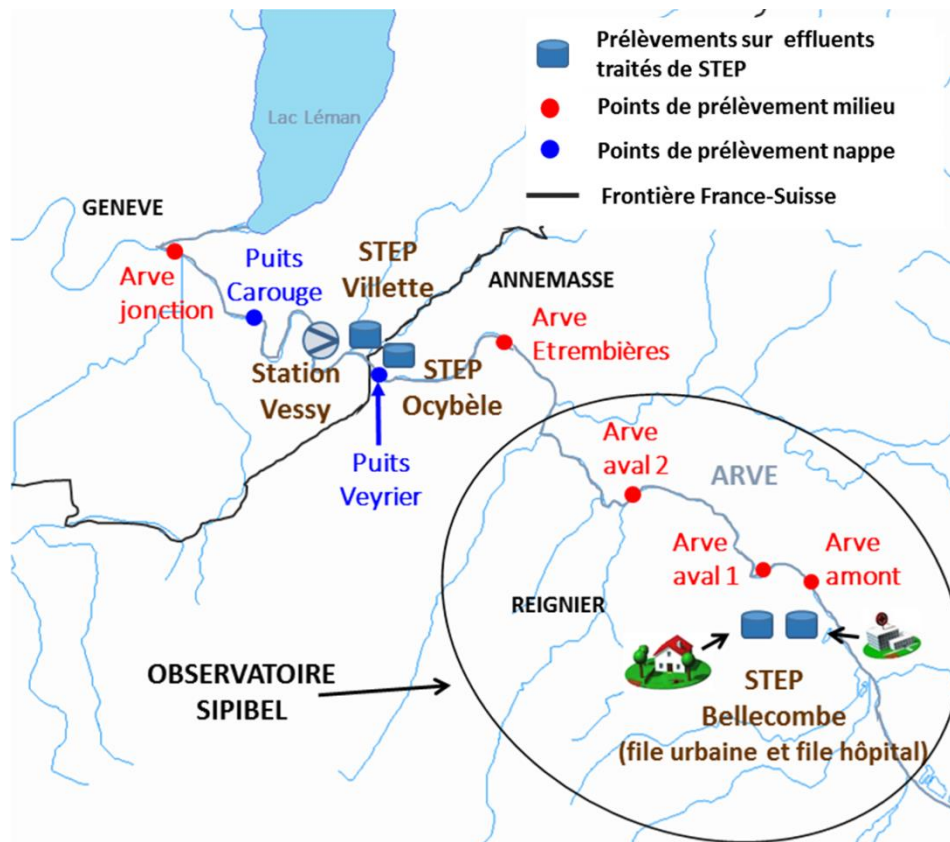 Prélèvements sur effluents
traités de STEP
Points de prélèvement milieu
Points de prélèvement nappe
Frontière France-Suisse
Lac Léman
GENEVE
Arve
jonction
Puits
Carouge
STEP
Villette
ANNEMASSE
Arve
Etrembières
Station
Vessy
STEP
Ocybèle
Puits
Veyrier
Arve
aval 2
ARVE
Arve
aval 1
Arve
amont
REIGNIER
OBSERVATOIRE
SIPIBEL
STEP
Bellecombe
(file urbaine et file hôpital)